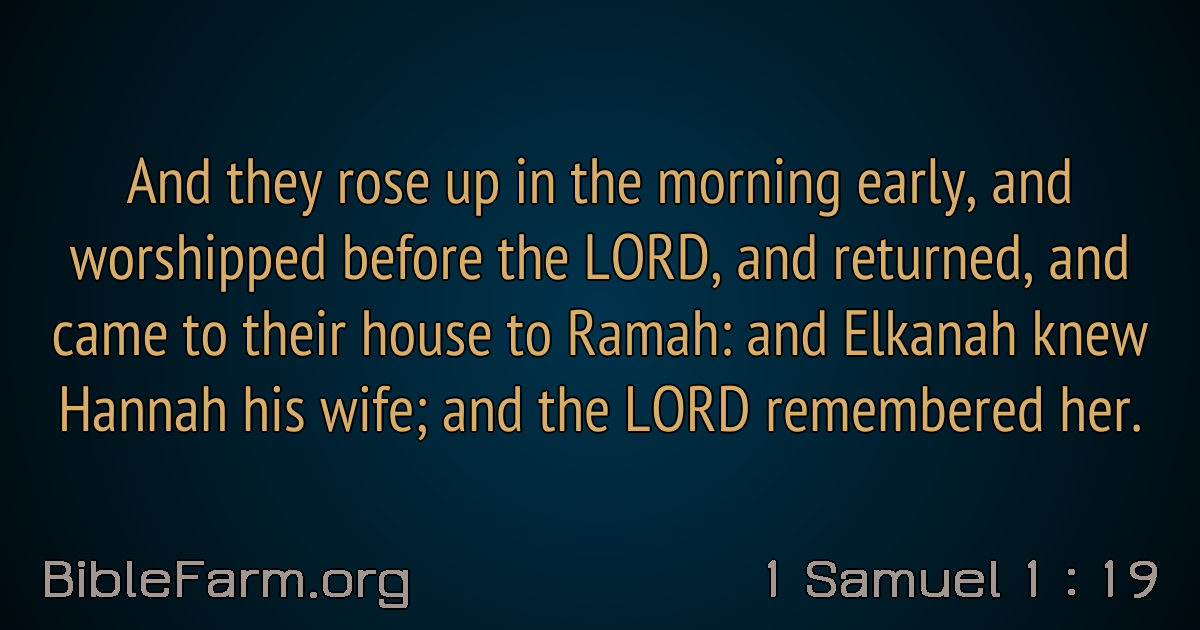 And they rose up in the morning early, and
worshipped before the LORD, and returned, and
came to their house to Ramah: and Elkanah knew
Hannah his wife; and the LORD remembered her.
BibleFarm.org
1 Samuel 1 : 19